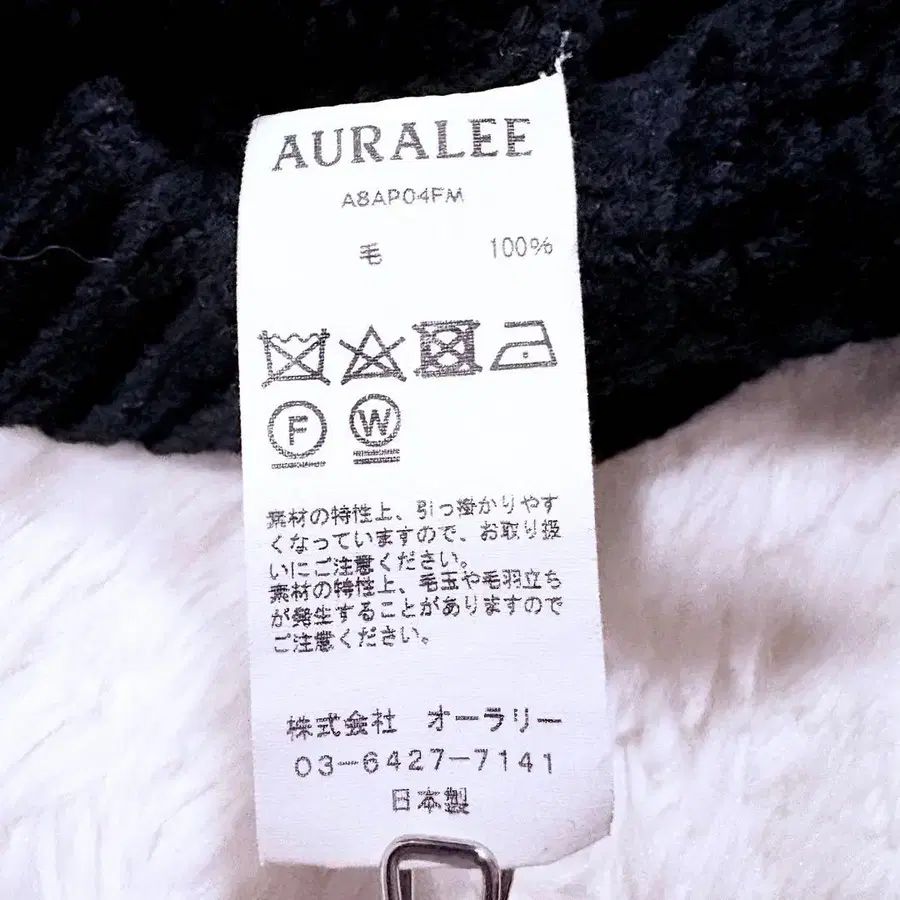 AURALEE
A8AP04FM
毛 100%
F W
素材の特性上、引っ掛かりやす
くなっていますので、お取り扱
いにご注意ください。
素材の特性上、毛玉や毛羽立ち
が発生することがありますので
ご注意ください。
株式会社 オーラリー
03-6427-7141
日本製